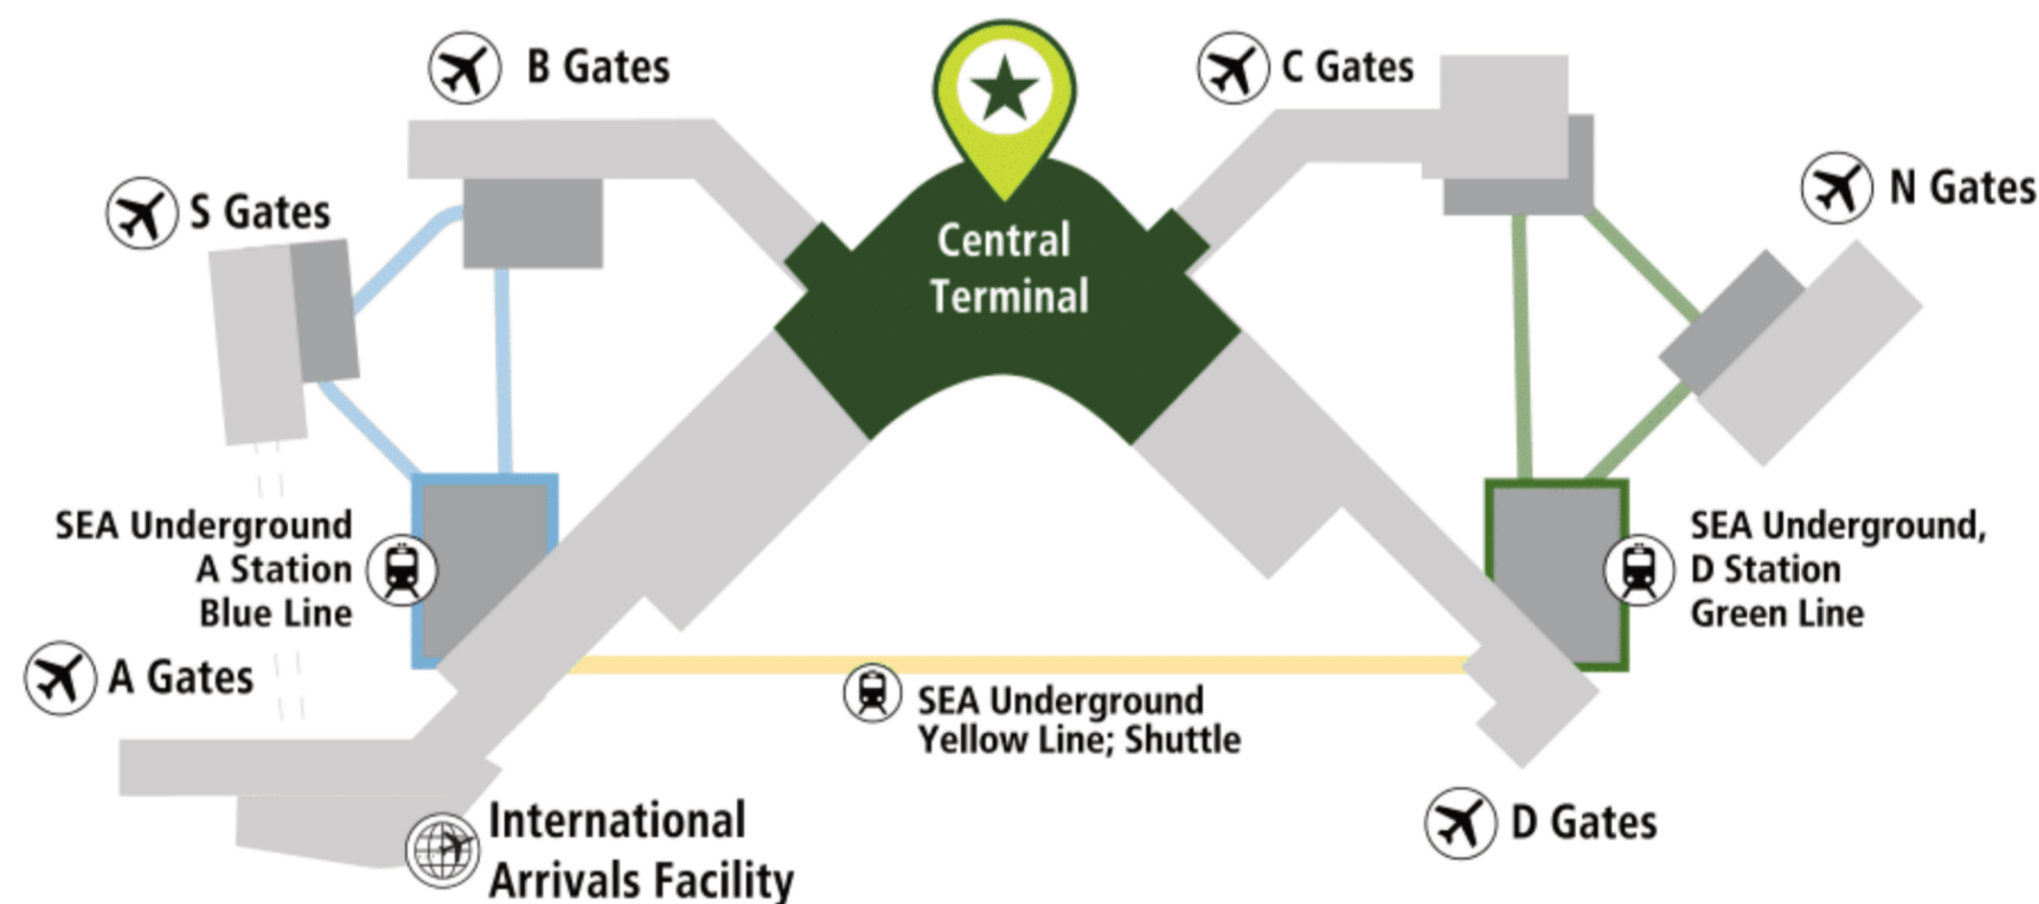 B Gates
C Gates
N Gates
S Gates
Central
Terminal
SEA Underground
A Station
Blue Line
SEA Underground,
D Station
Green Line
A Gates
SEA Underground
Yellow Line; Shuttle
International
Arrivals Facility
D Gates